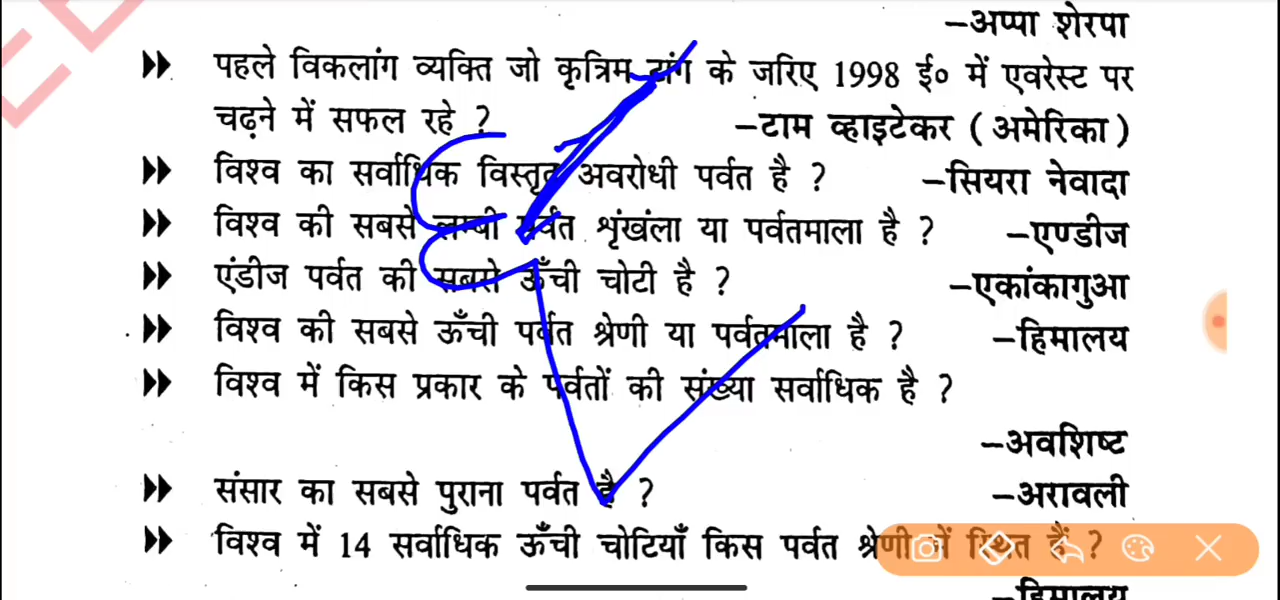 –अप्पा शेरपा
पहले विकलांग व्यक्ति जो कृत्रिम टांग के जरिए 1998 ई० में एवरेस्ट पर
चढ़ने में सफल रहे ? –टाम व्हाइटेकर ( अमेरिका )
विश्व का सर्वाधिक विस्तृत अवरोधी पर्वत है ? –सियरा नेवादा
विश्व की सबसे लम्बी पर्वत श्रृंखंला या पर्वतमाला है ? –एण्डीज
एंडीज पर्वत की सबसे ऊँची चोटी है ? –एकांकागुआ
विश्व की सबसे ऊँची पर्वत श्रेणी या पर्वतमाला है ? –हिमालय
विश्व में किस प्रकार के पर्वतों की संख्या सर्वाधिक है ?
–अवशिष्ट
संसार का सबसे पुराना पर्वत है ? –अरावली
विश्व में 14 सर्वाधिक ऊँची चोटियाँ किस पर्वत श्रेणी में स्थित हैं ?
–हिमालय